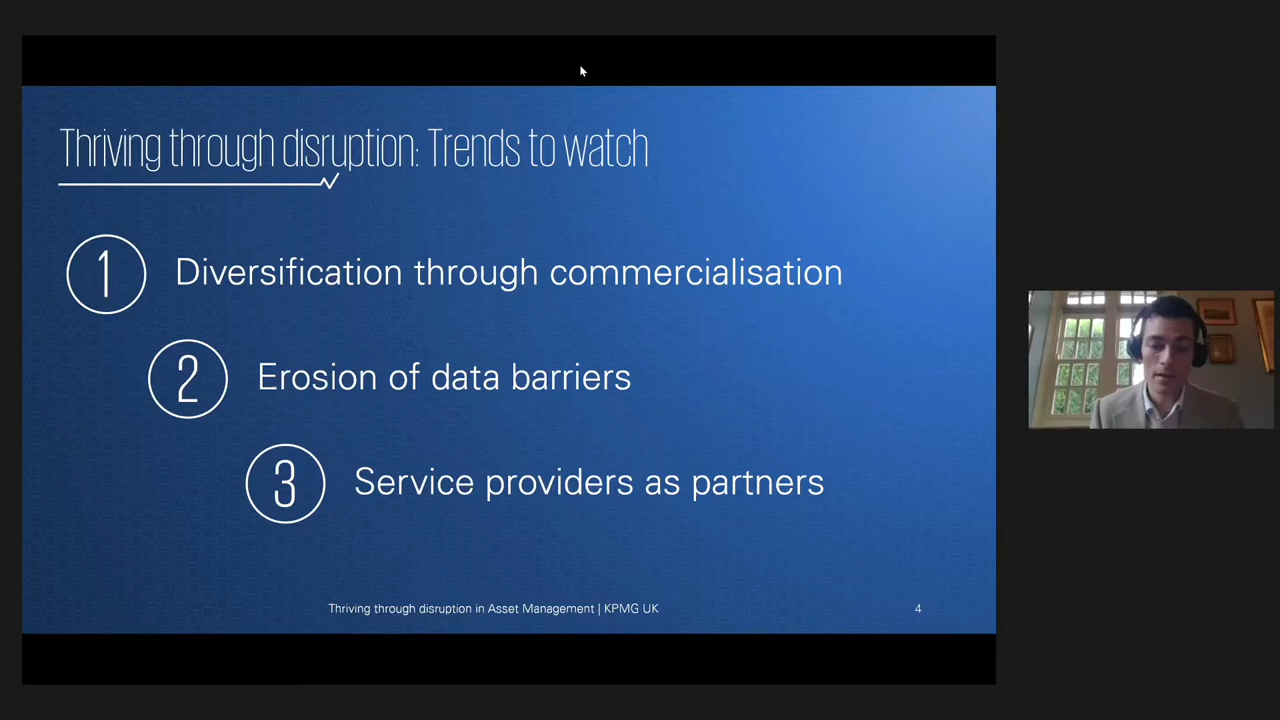 Thriving through disruption: Trends to watch
1 Diversification through commercialisation
2 Erosion of data barriers
3 Service providers as partners
Thriving through disruption in Asset Management | KPMG UK 4